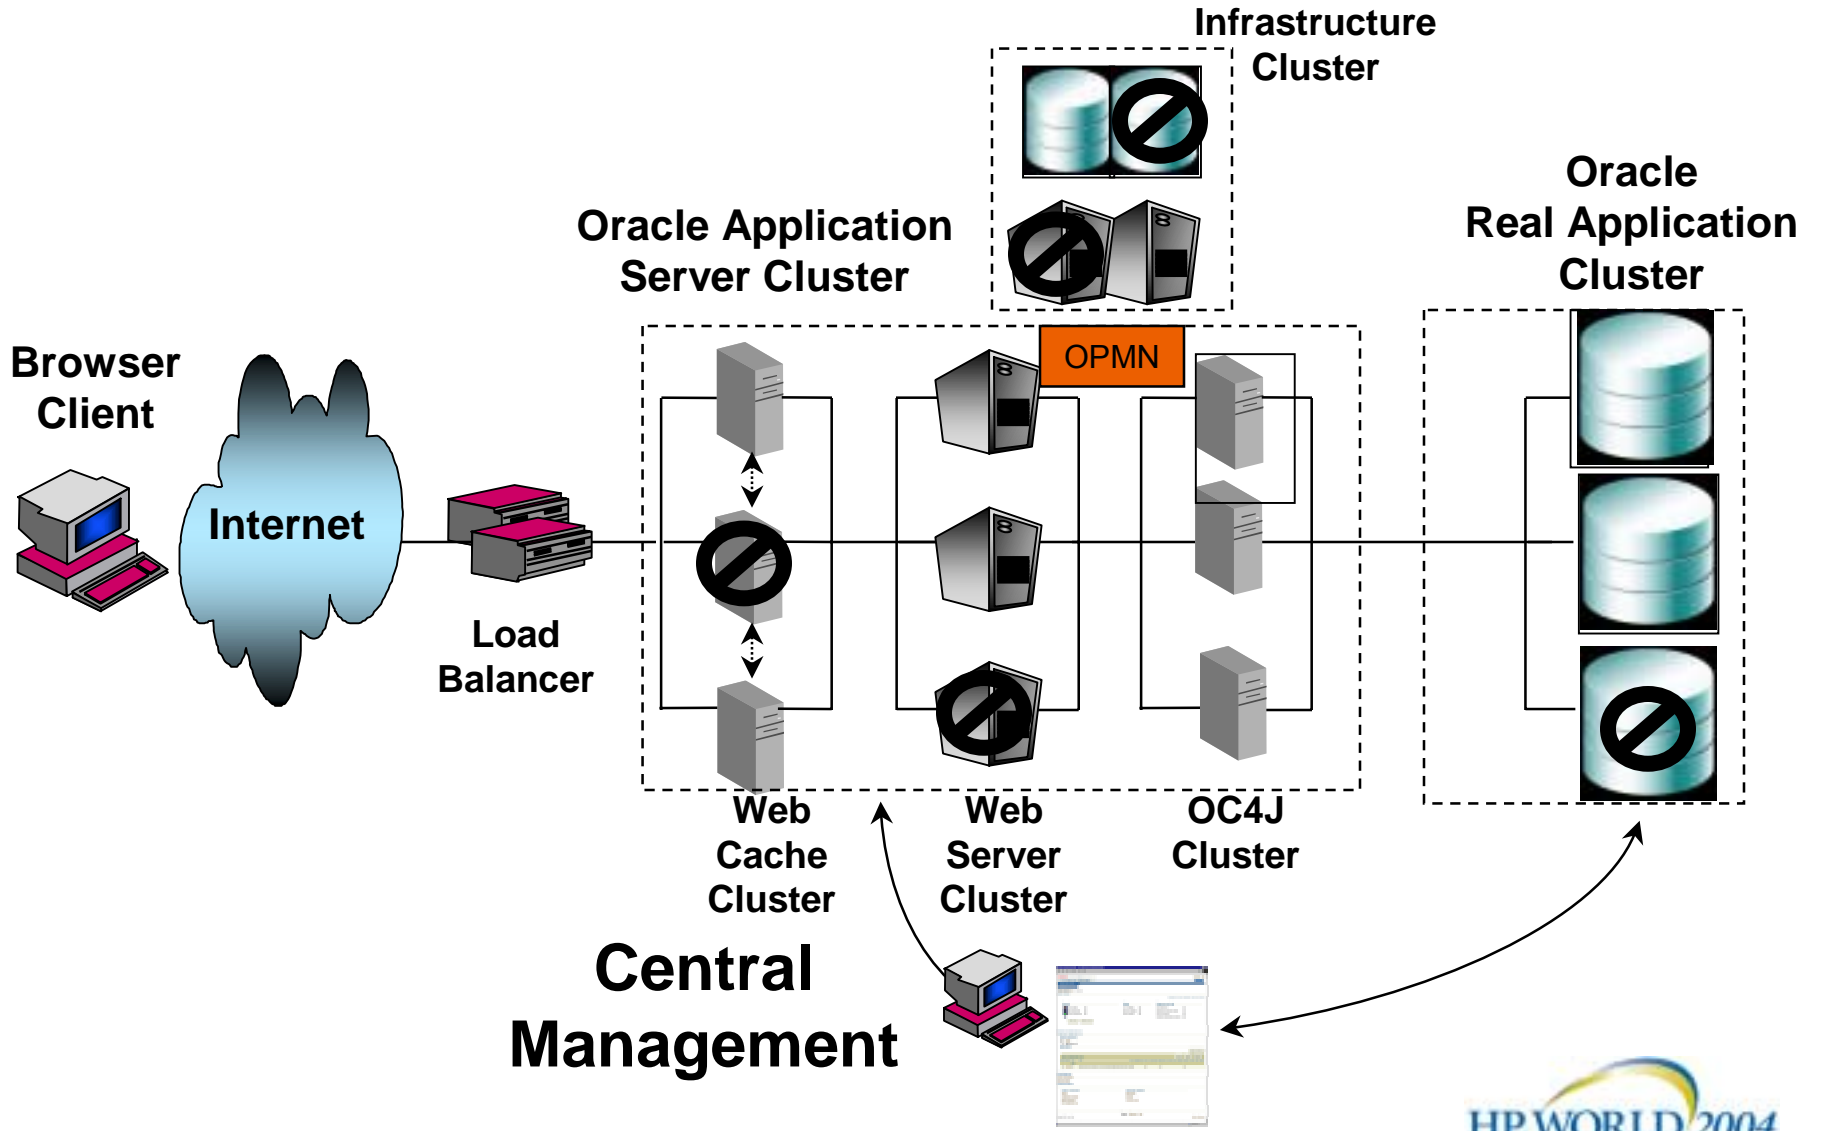 Infrastructure
Cluster
Oracle
Real Application
Cluster
Oracle Application
Server Cluster
OPMN
Browser
Client
Internet
Load
Balancer
Web
Cache
Cluster
Web
Server
Cluster
OC4J
Cluster
Central
Management
HP WORLD 2004